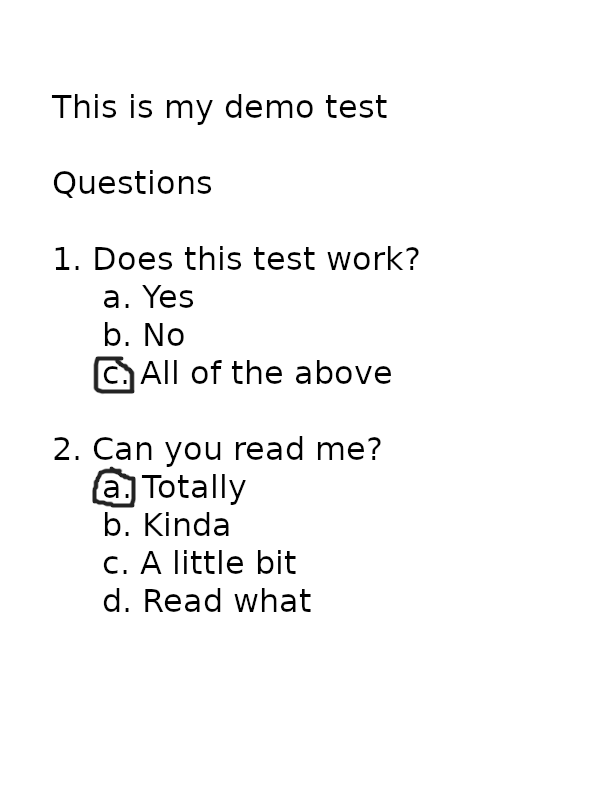 This is my demo test
Questions
1. Does this test work?
a. Yes
b. No
c. All of the above
2. Can you read me?
a. Totally
b. Kinda
c. A little bit
d. Read what